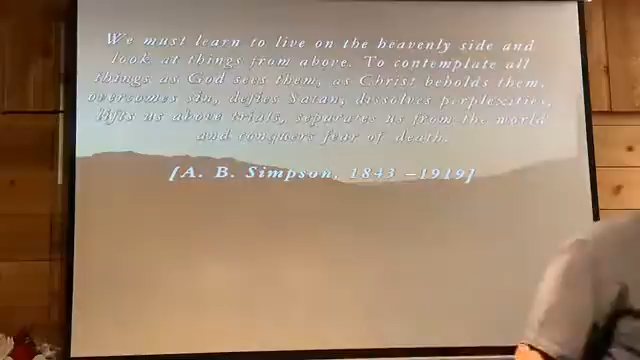 We must learn to live on the heavenly side and
look at things from above. To contemplate all
things as God sees them, as Christ beholds them,
overcomes sin, defies Satan, dissolves perplexities,
lifts us above trials, separates us from the world
and conquers fear of death.
[A. B. Simpson, 1843 –1919]